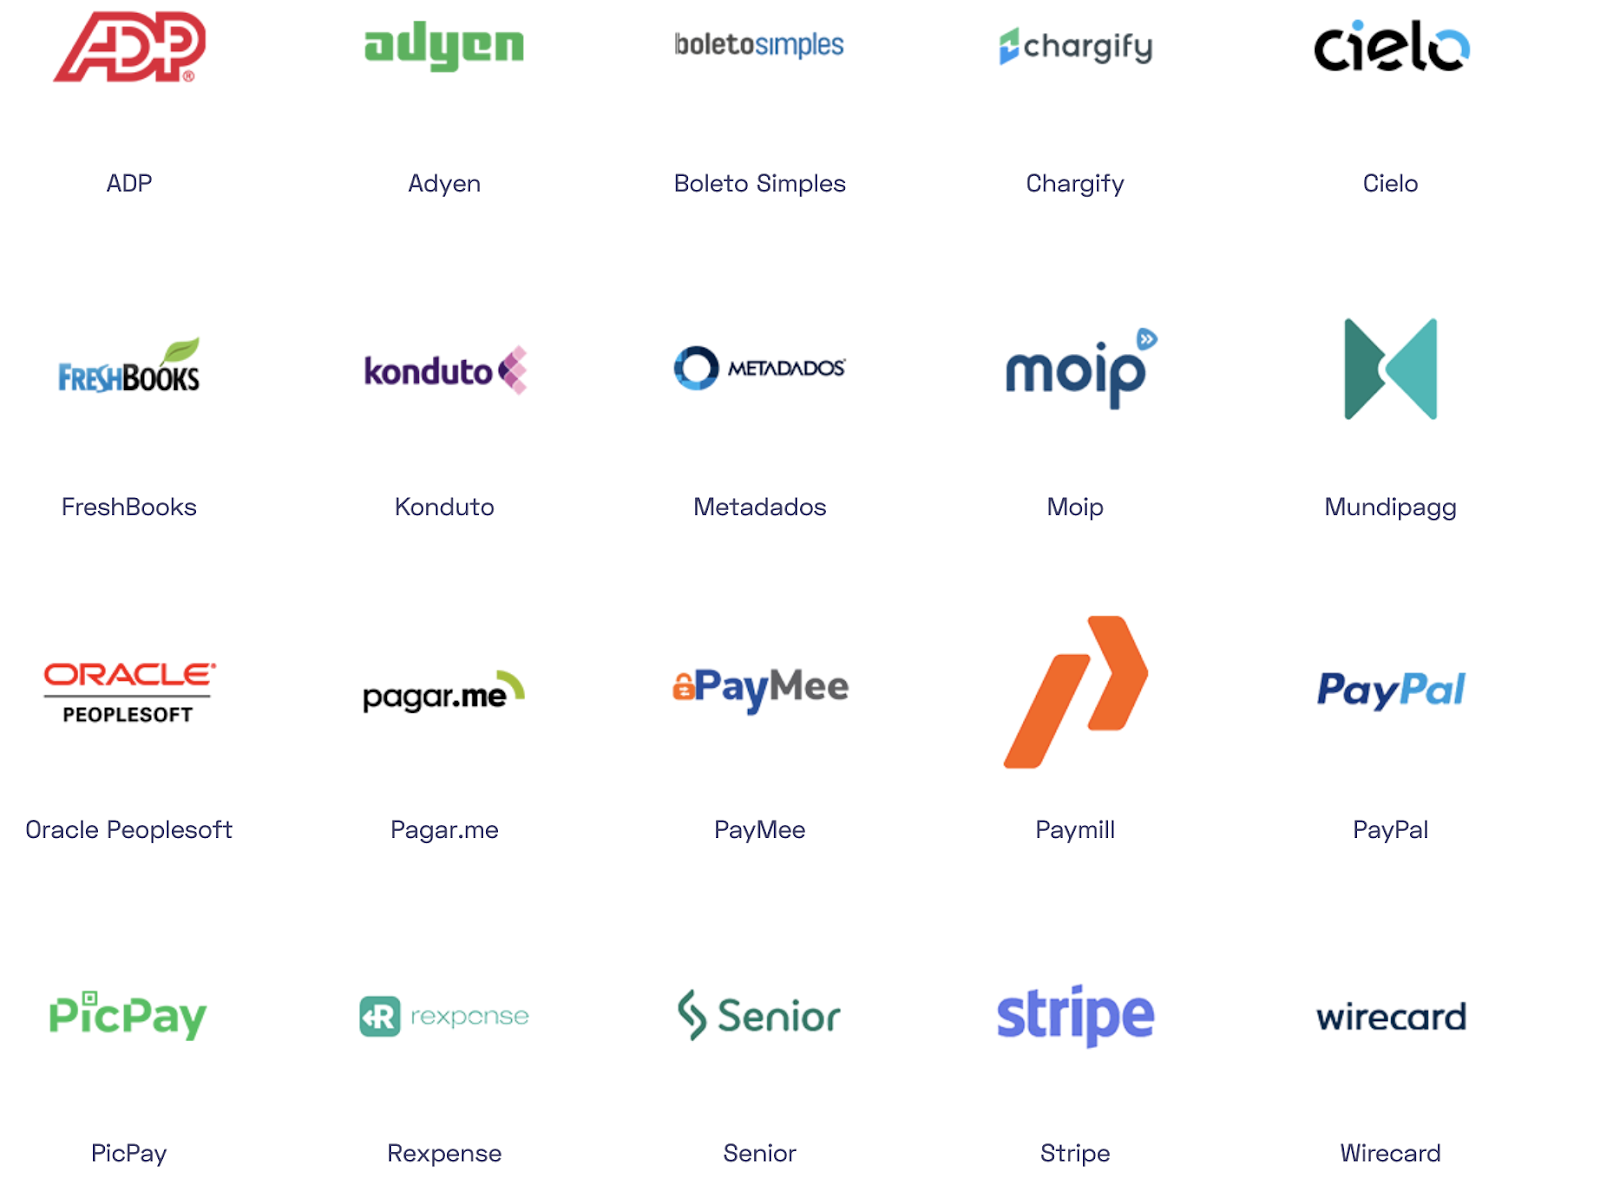 ADP®
adyen
boletosimples
chargify
cielo
ADP
Adyen
Boleto Simples
Chargify
Cielo
FRESHBOOKS
konduto
METADADOS
moip
FreshBooks
Konduto
Metadados
Moip
Mundipagg
ORACLE®
PEOPLESOFT
pagar.me
PayMee
PayPal
Oracle Peoplesoft
Pagar.me
PayMee
Paymill
PayPal
PicPay
R rexpense
Senior
stripe
wirecard
PicPay
Rexpense
Senior
Stripe
Wirecard